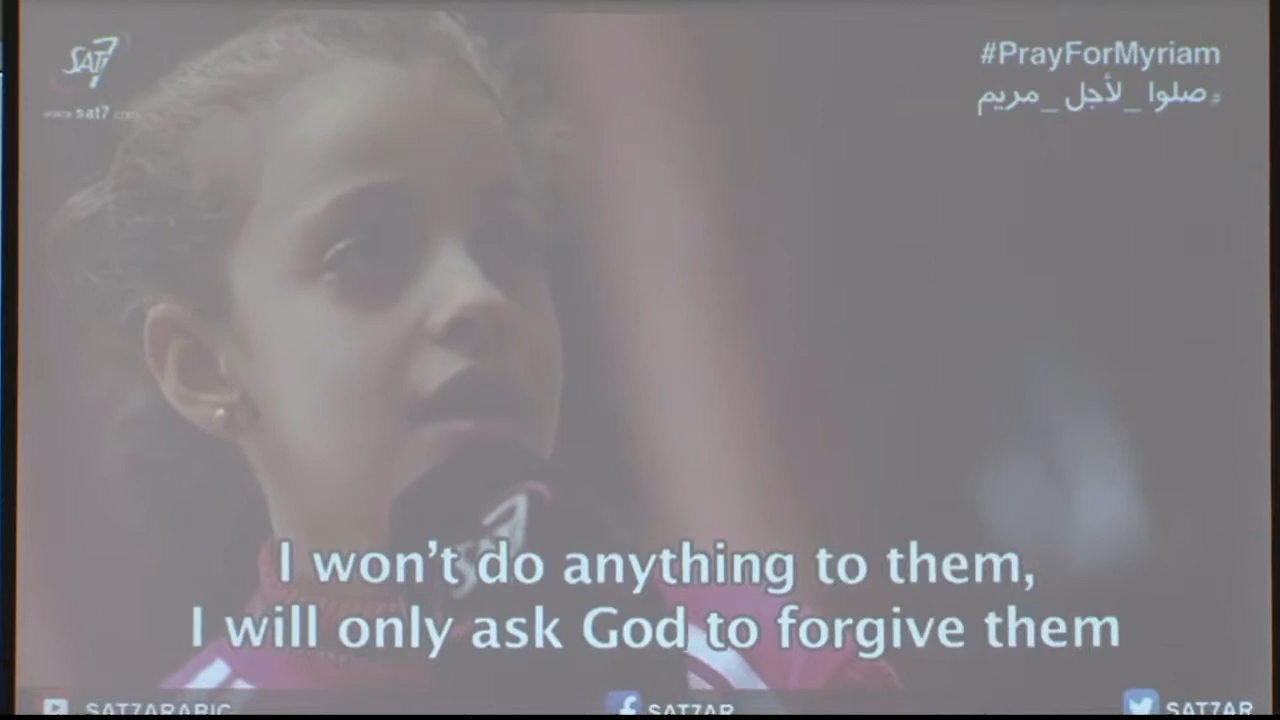 SAT7
www.sat7.com
#PrayForMyriam
#صلوا_لأجل_مريم
SAT7
I won't do anything to them,
I will only ask God to forgive them
SAT7ARABIC
SAT7AR
SAT7AR